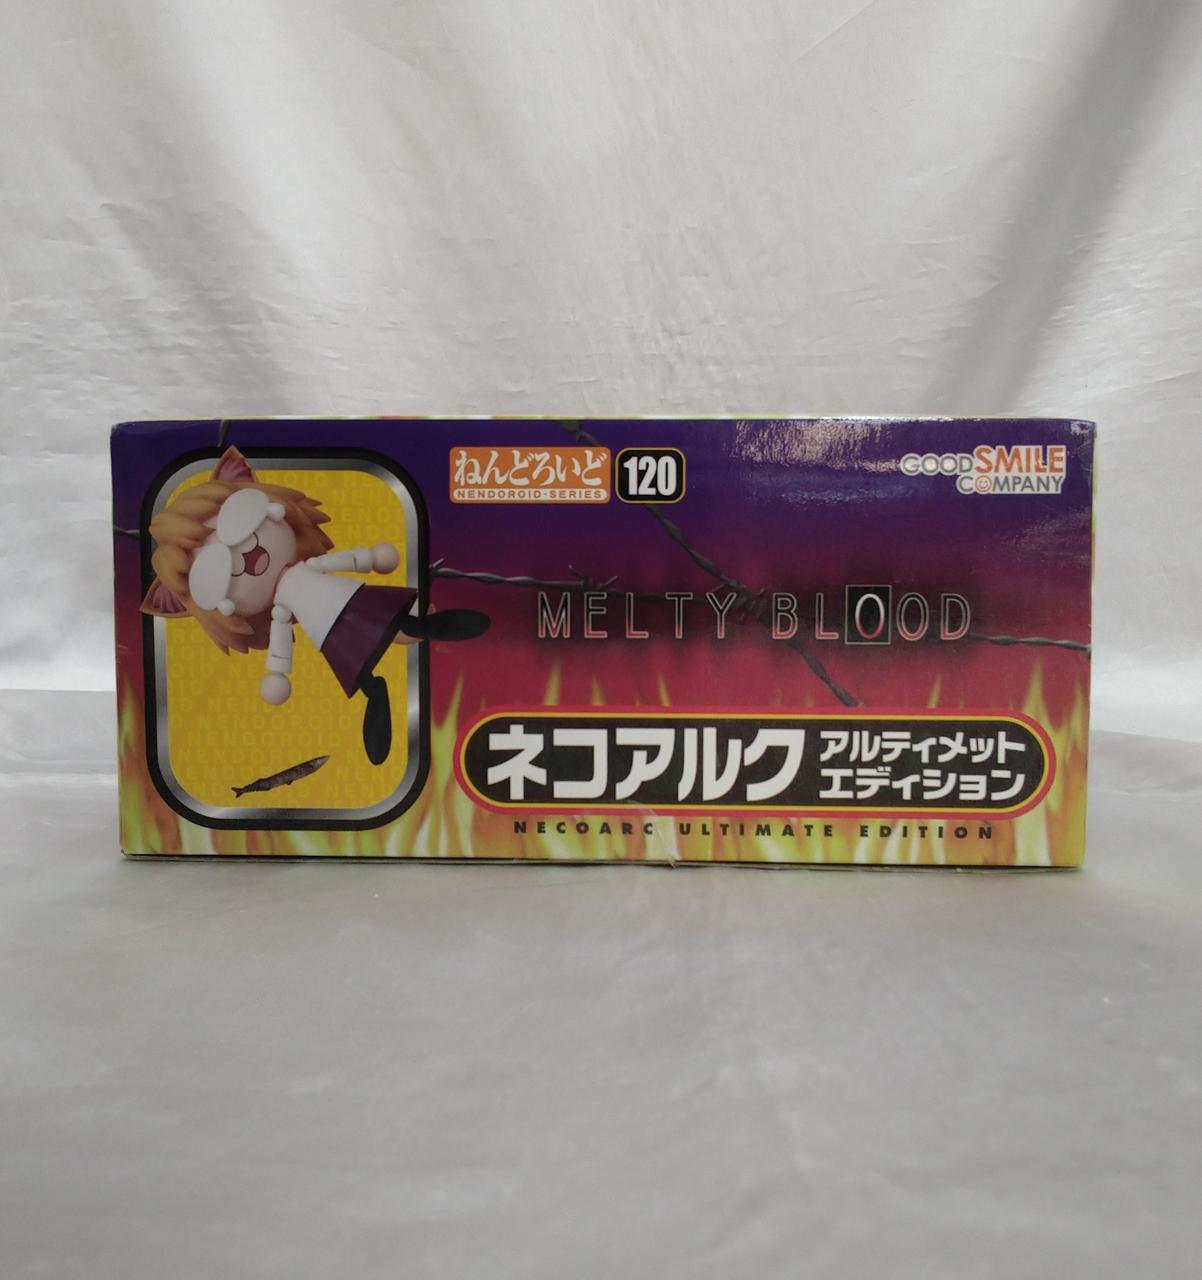 ねんどろいど
NENDOROID-SERIES
120
GOOD SMILE
COMPANY
MELTY BLOOD
ネコアルク
アルティメット
エディション
NECOARC ULTIMATE EDITION
NENDOROID